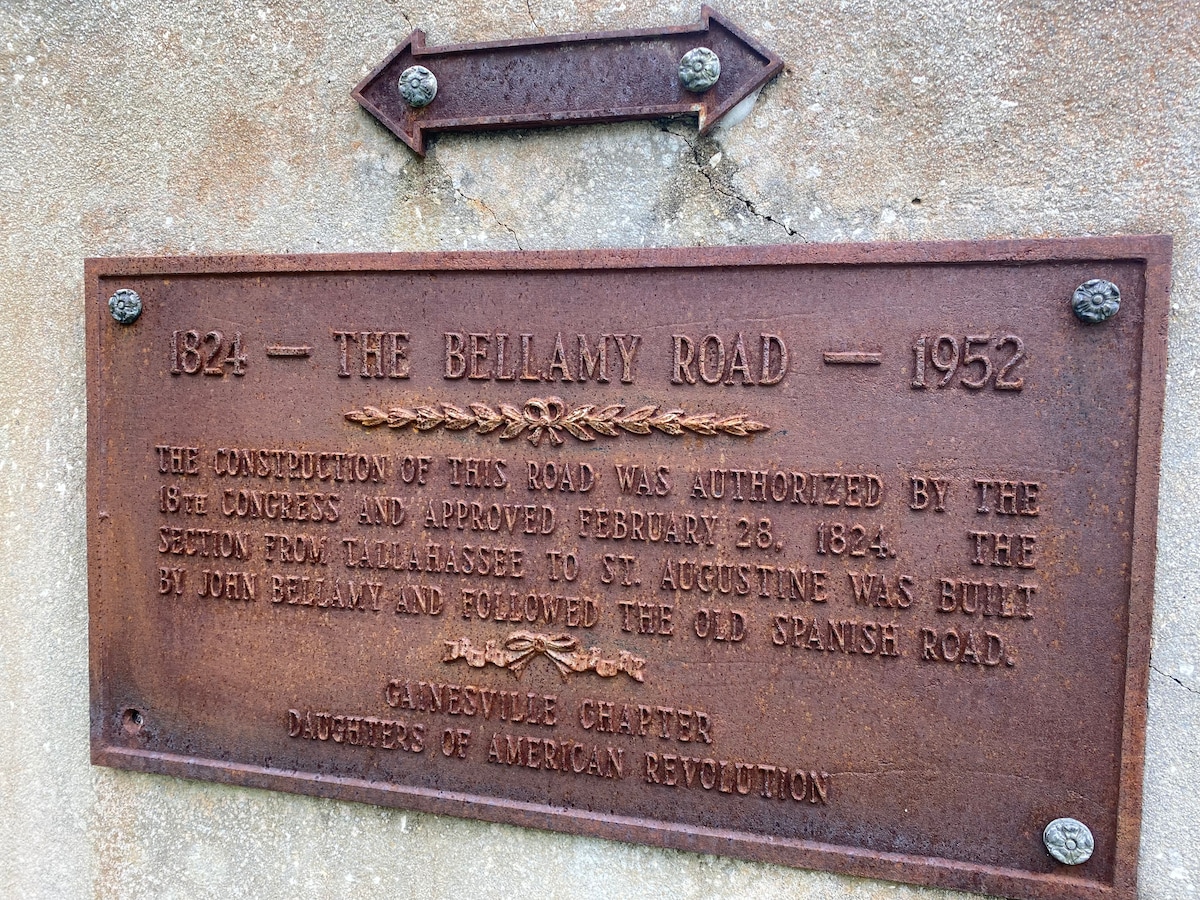 1824 — THE BELLAMY ROAD — 1952
THE CONSTRUCTION OF THIS ROAD WAS AUTHORIZED BY THE
18TH CONGRESS AND APPROVED FEBRUARY 28, 1824. THE
SECTION FROM TALLAHASSEE TO ST. AUGUSTINE WAS BUILT
BY JOHN BELLAMY AND FOLLOWED THE OLD SPANISH ROAD.
GAINESVILLE CHAPTER
DAUGHTERS OF AMERICAN REVOLUTION